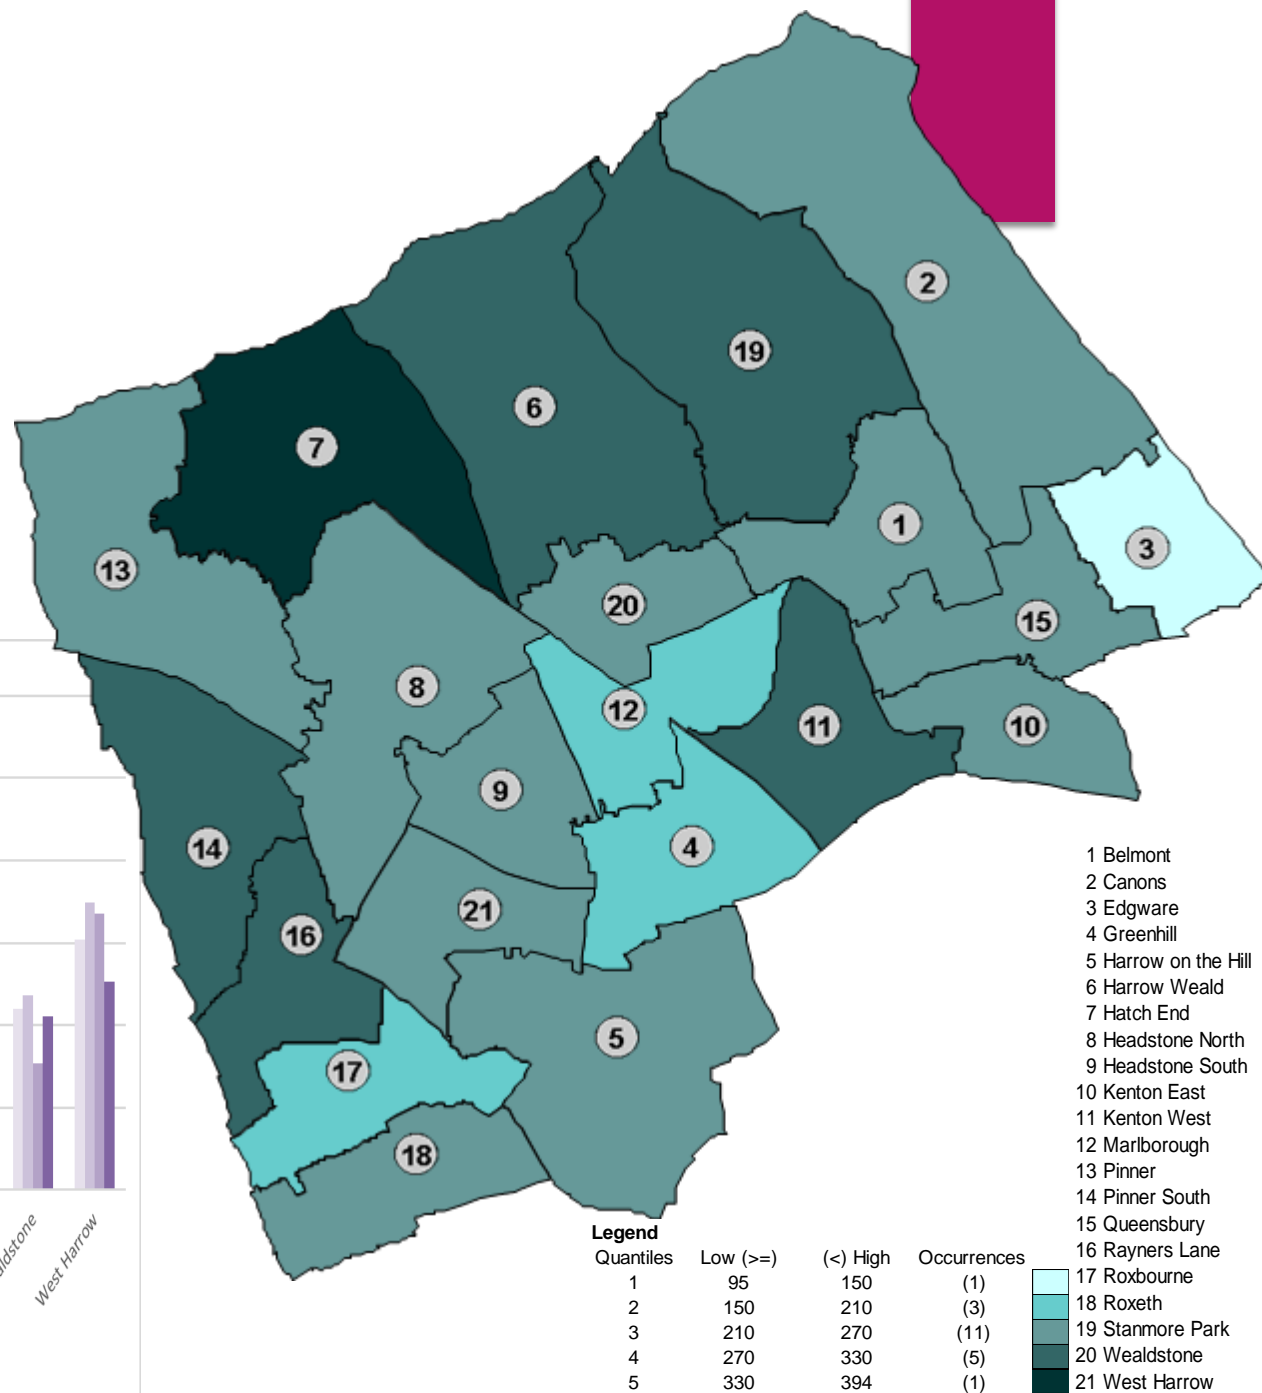 2
19
6
7
1
3
13
20
15
8
12
11
10
9
14
4
21
16
5
17
18
1 Belmont
2 Canons
3 Edgware
4 Greenhill
5 Harrow on the Hill
6 Harrow Weald
7 Hatch End
8 Headstone North
9 Headstone South
10 Kenton East
11 Kenton West
12 Marlborough
13 Pinner
14 Pinner South
15 Queensbury
16 Rayners Lane
17 Roxbourne
18 Roxeth
19 Stanmore Park
20 Wealdstone
21 West Harrow
ldstone
West Harrow
Legend
Quantiles Low (>=) (<) High Occurrences
1 95 150 (1)
2 150 210 (3)
3 210 270 (11)
4 270 330 (5)
5 330 394 (1)